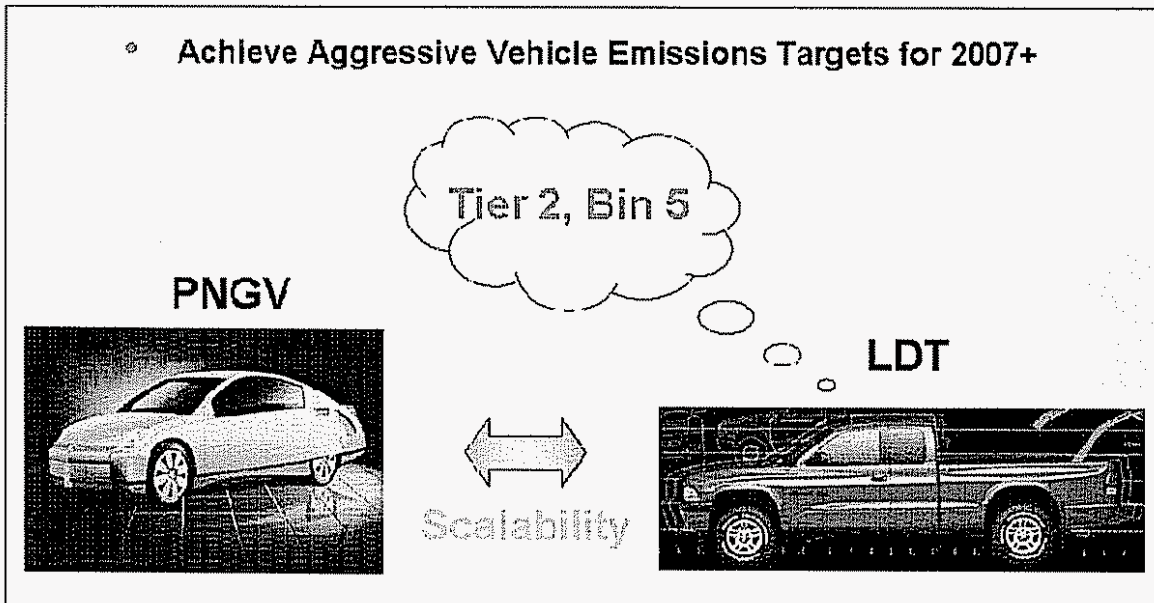 • Achieve Aggressive Vehicle Emissions Targets for 2007+
Tier 2, Bin 5
PNGV
LDT
Scalability